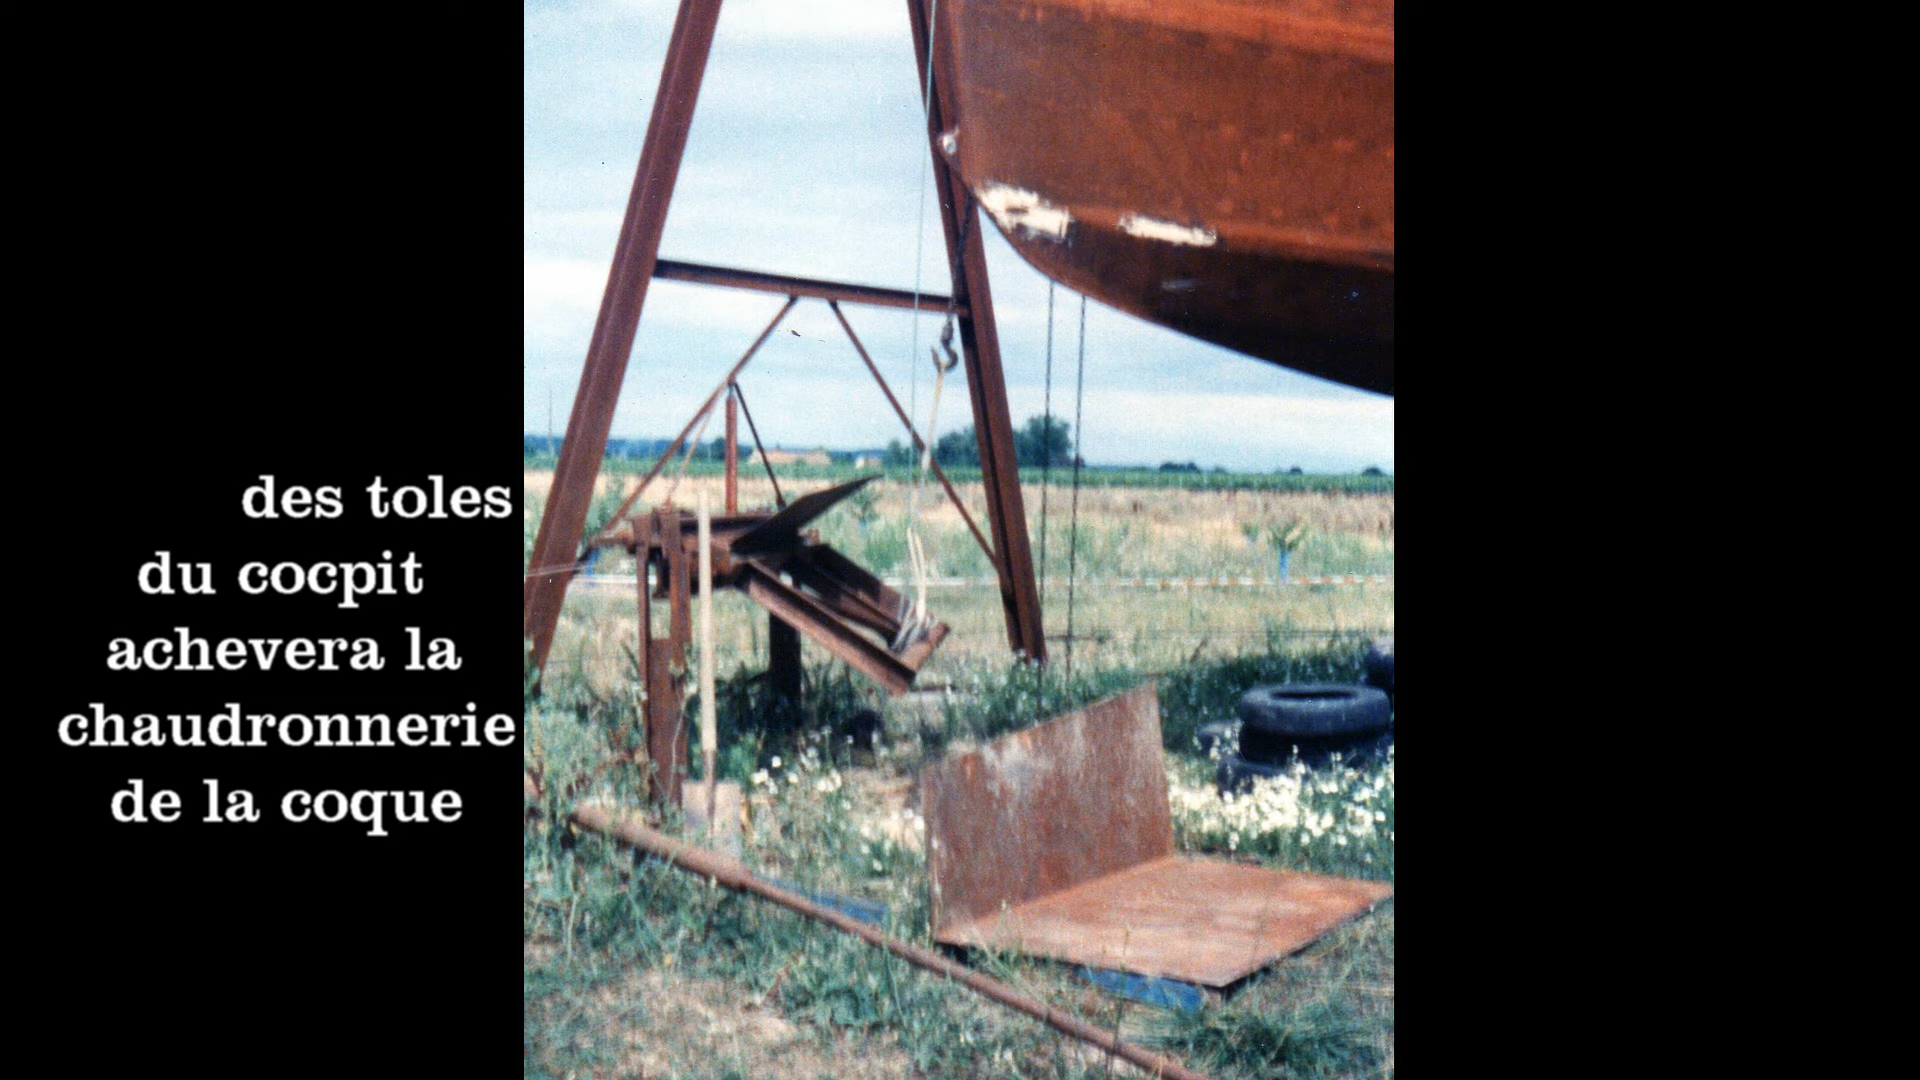 des toles
du cocpit
achevera la
chaudronnerie
de la coque